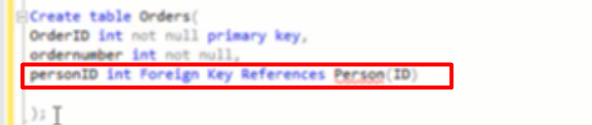 Create table Orders(
OrderID int not null primary key,
ordernumber int not null,
personID int Foreign Key References Person(ID)
);